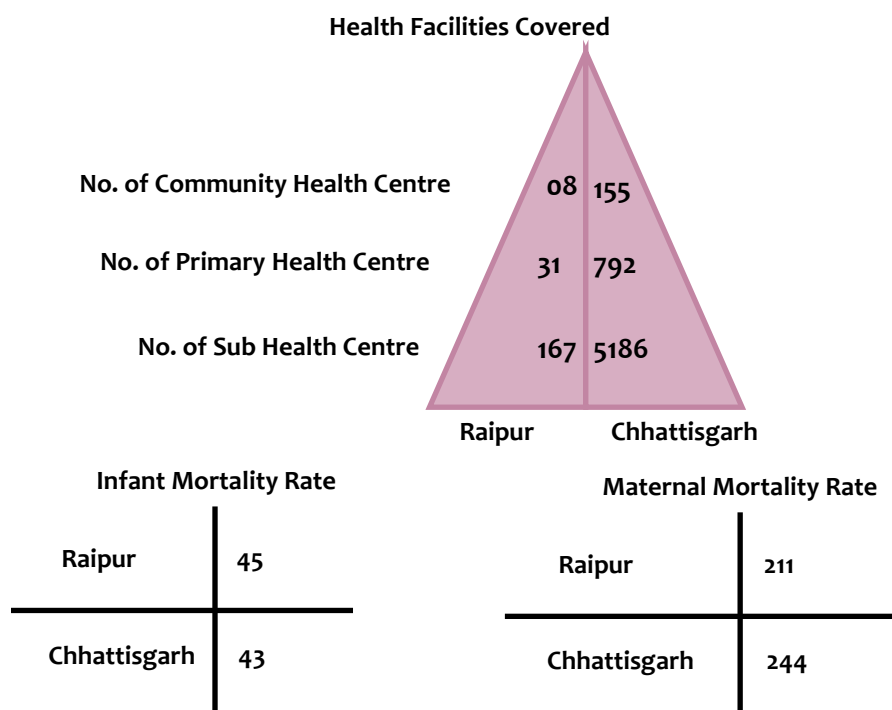 Health Facilities Covered
No. of Community Health Centre 08 155
No. of Primary Health Centre 31 792
No. of Sub Health Centre 167 5186
Raipur Chhattisgarh
Infant Mortality Rate
Raipur 45
Chhattisgarh 43
Maternal Mortality Rate
Raipur 211
Chhattisgarh 244